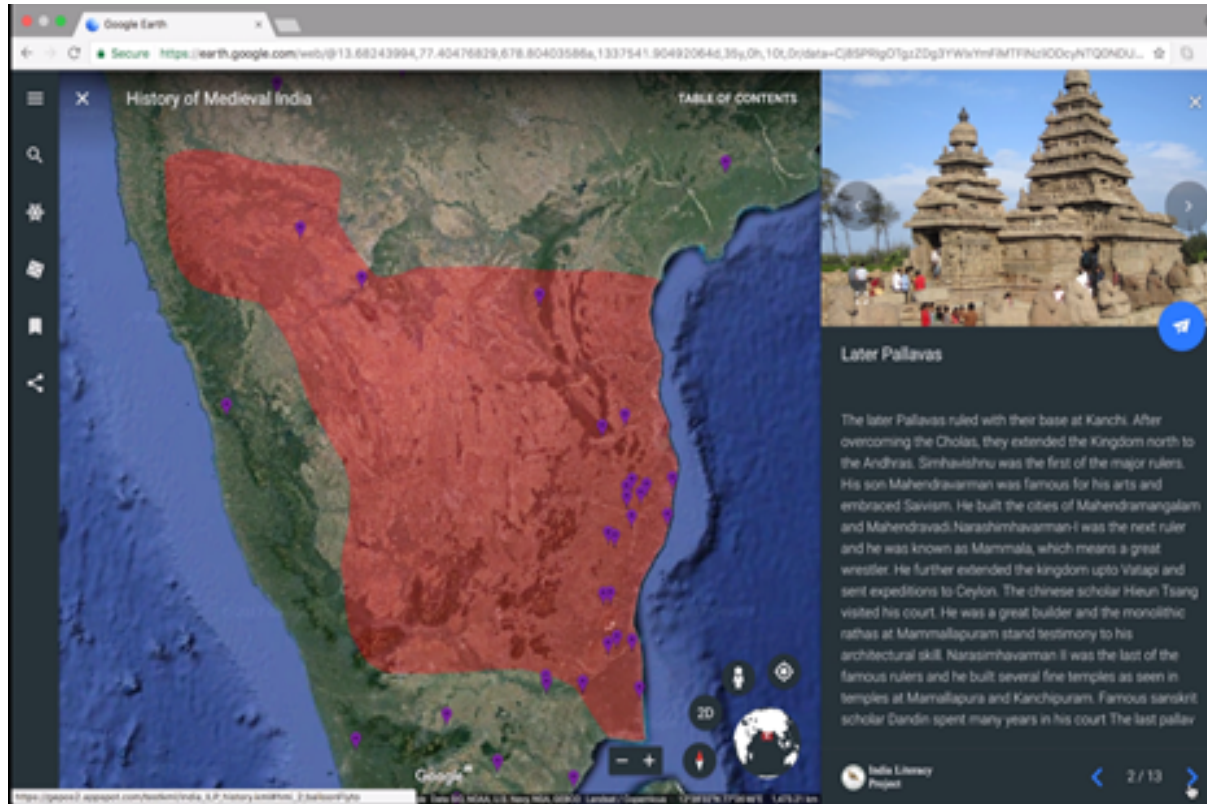 Google Earth
Secure https://earth.google.com/web/@13.68243994,77.40476829,678.80403586a,1337541.90492064d,35y,0h,10t,0r/data=
History of Medieval India
TABLE OF CONTENTS
Later Pallavas
The later Pallavas ruled with their base at Kanchi. After
overcoming the Cholas, they extended the Kingdom north to
the Andhras. Simhavishnu was the first of the major rulers.
His son Mahendravarman was famous for his arts and
embraced Saivism. He built the cities of Mahendramangalam
and Mahendravadi.Narashimhavarman-I was the next ruler
and he was known as Mammala, which means a great
wrestler. He further extended the kingdom upto Vatapi and
sent expeditions to Ceylon. The chinese scholar Hieun Tsang
visited his court. He was a great builder and the monolithic
rathas at Mammallapuram stand testimony to his
architectural skill. Narasimhavarman II was the last of the
famous rulers and he built several fine temples as seen in
temples at Mamallapura and Kanchipuram. Famous sanskrit
scholar Dandin spent many years in his court The last pallav
2D
Google
India Literacy
Project
2 / 13